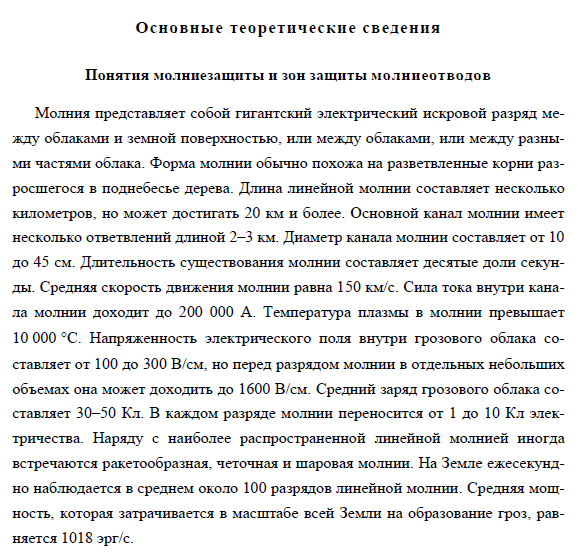 Основные теоретические сведения
Понятия молниезащиты и зон защиты молниеотводов
Молния представляет собой гигантский электрический искровой разряд ме-
жду облаками и земной поверхностью, или между облаками, или между разны-
ми частями облака. Форма молнии обычно похожа на разветвленные корни раз-
росшегося в поднебесье дерева. Длина линейной молнии составляет несколько
километров, но может достигать 20 км и более. Основной канал молнии имеет
несколько ответвлений длиной 2–3 км. Диаметр канала молнии составляет от 10
до 45 см. Длительность существования молнии составляет десятые доли секун-
ды. Средняя скорость движения молнии равна 150 км/с. Сила тока внутри кана-
ла молнии доходит до 200 000 А. Температура плазмы в молнии превышает
10 000 °С. Напряженность электрического поля внутри грозового облака со-
ставляет от 100 до 300 В/см, но перед разрядом молнии в отдельных небольших
объемах она может доходить до 1600 В/см. Средний заряд грозового облака со-
ставляет 30–50 Кл. В каждом разряде молнии переносится от 1 до 10 Кл элек-
тричества. Наряду с наиболее распространенной линейной молнией иногда
встречаются ракетообразная, четочная и шаровая молнии. На Земле ежесекунд-
но наблюдается в среднем около 100 разрядов линейной молнии. Средняя мощ-
ность, которая затрачивается в масштабе всей Земли на образование гроз, рав-
няется 1018 эрг/с.